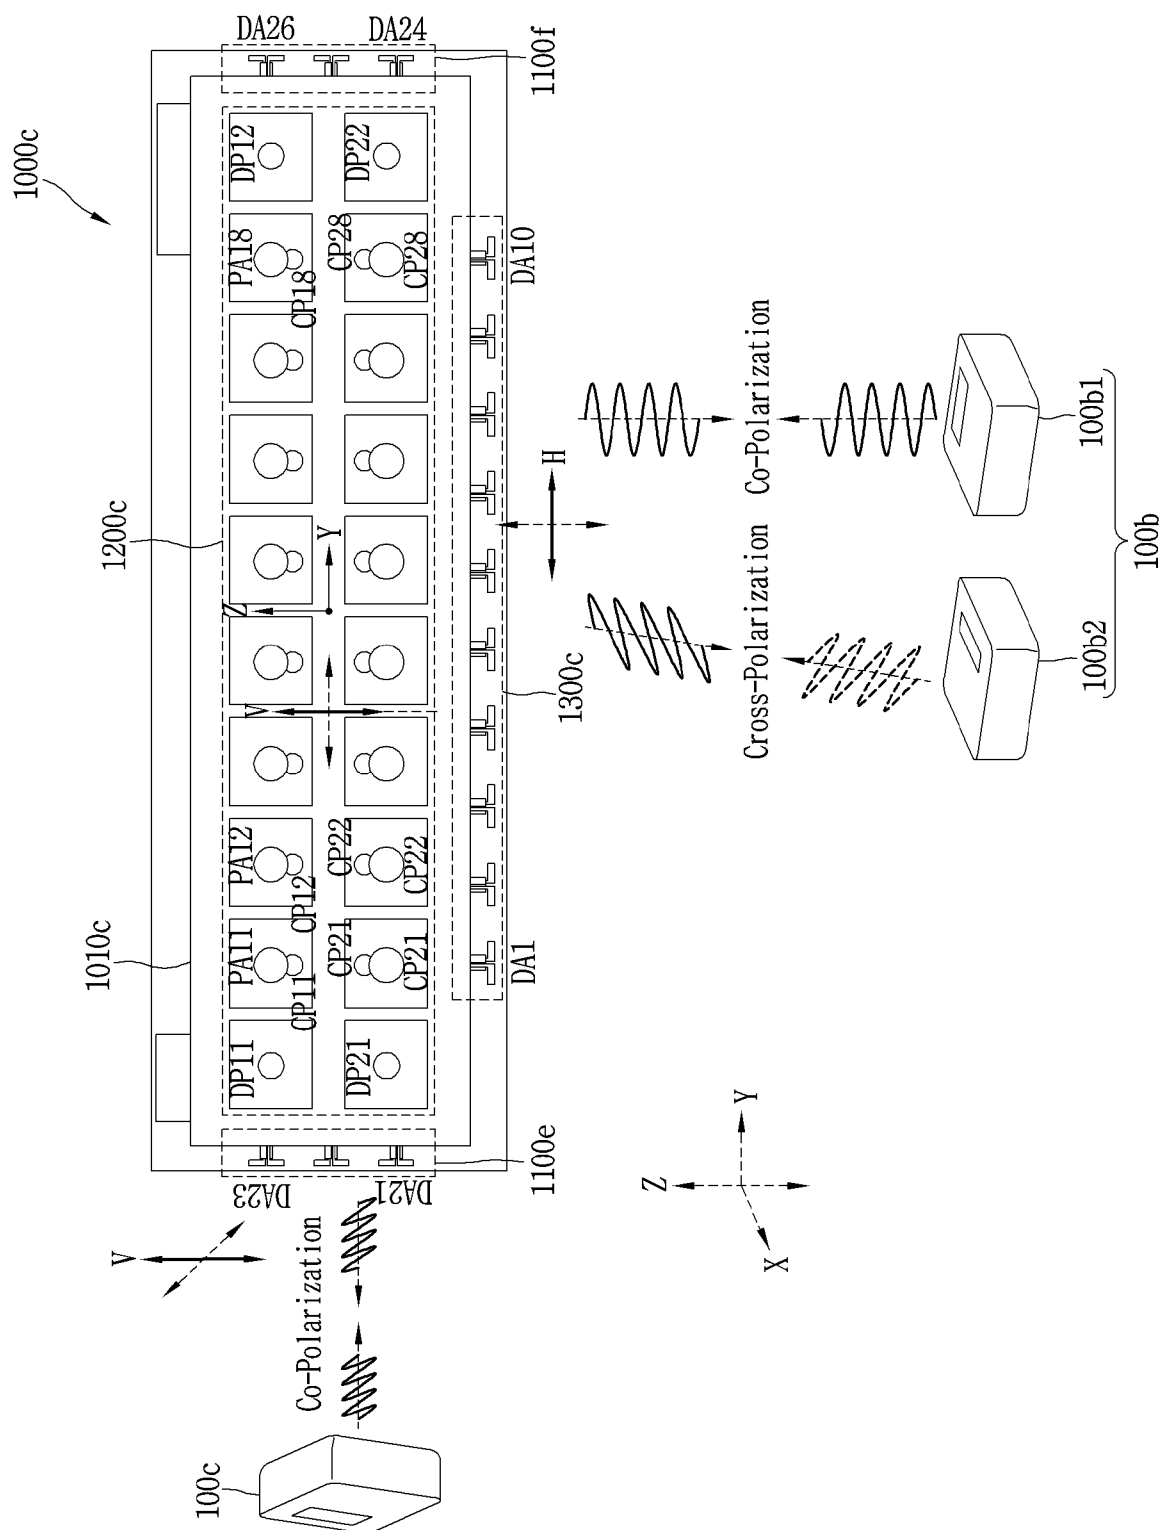 DA26
DA24
1100f
1000c
DP12
DP22
PA18
CP18
CP28
CP28
DA10
1200c
Z
Y
V
H
Co-Polarization
100b1
Cross-Polarization
100b2
100b
1300c
1010c
PA12
CP12
CP22
CP22
PA11
CP11
CP21
CP21
DA1
DP11
DP21
1100e
DA23
DA21
V
Co-Polarization
100c
Z
Y
X